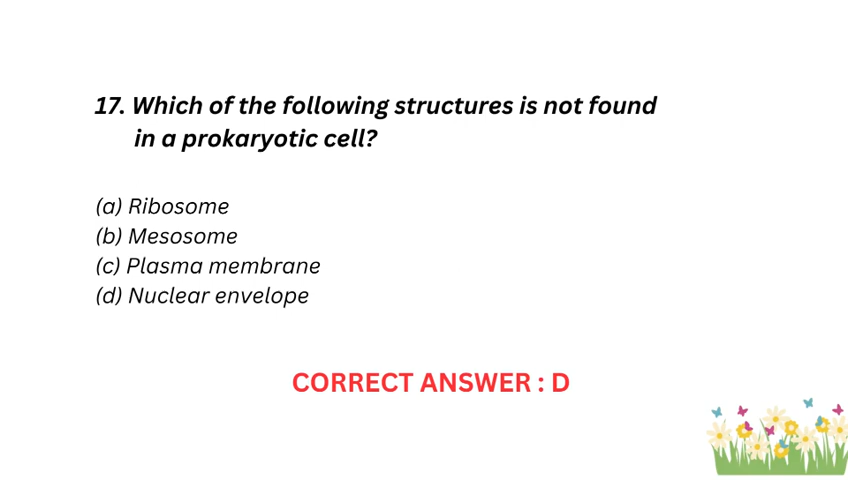 17. Which of the following structures is not found
in a prokaryotic cell?
(a) Ribosome
(b) Mesosome
(c) Plasma membrane
(d) Nuclear envelope
CORRECT ANSWER : D